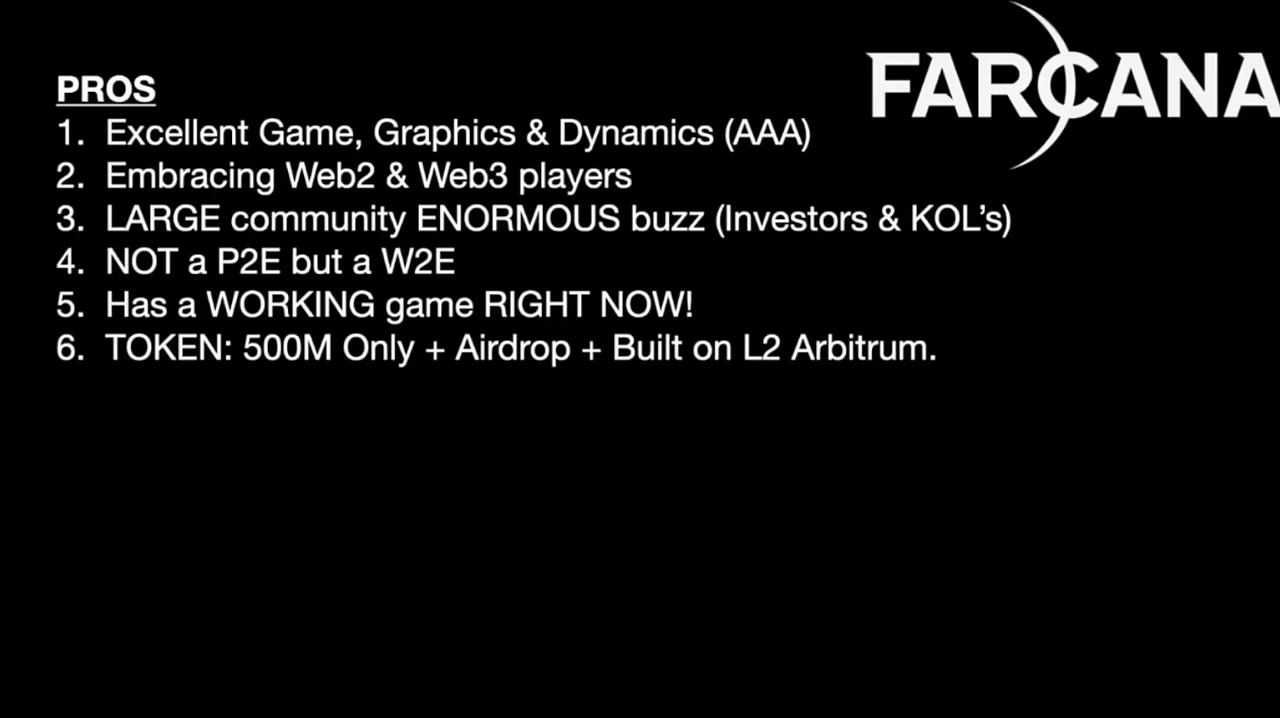 FARCANA
PROS
1. Excellent Game, Graphics & Dynamics (AAA)
2. Embracing Web2 & Web3 players
3. LARGE community ENORMOUS buzz (Investors & KOL’s)
4. NOT a P2E but a W2E
5. Has a WORKING game RIGHT NOW!
6. TOKEN: 500M Only + Airdrop + Built on L2 Arbitrum.